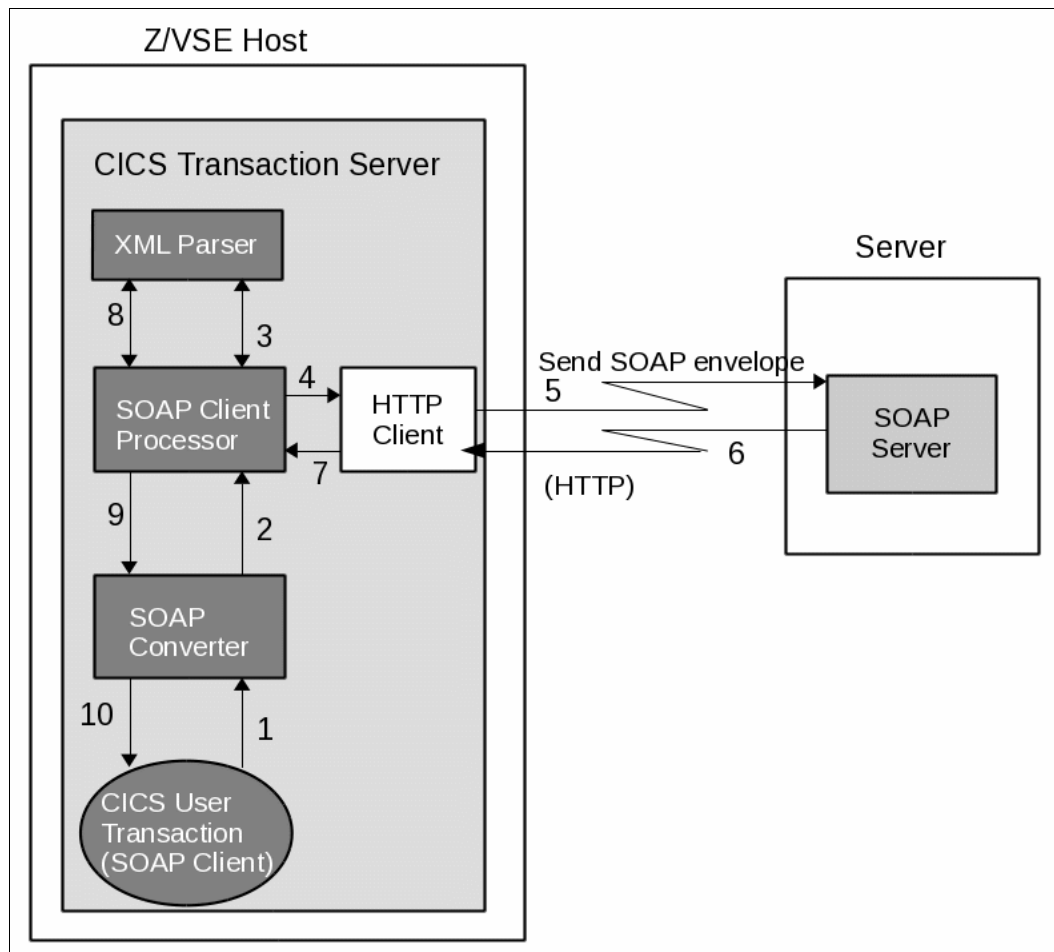 Z/VSE Host
CICS Transaction Server
XML Parser
Server
8
3
Send SOAP envelope
4
5
SOAP Client
Processor
HTTP
Client
SOAP
Server
7
6
(HTTP)
9
2
SOAP
Converter
10
1
CICS User
Transaction
(SOAP Client)